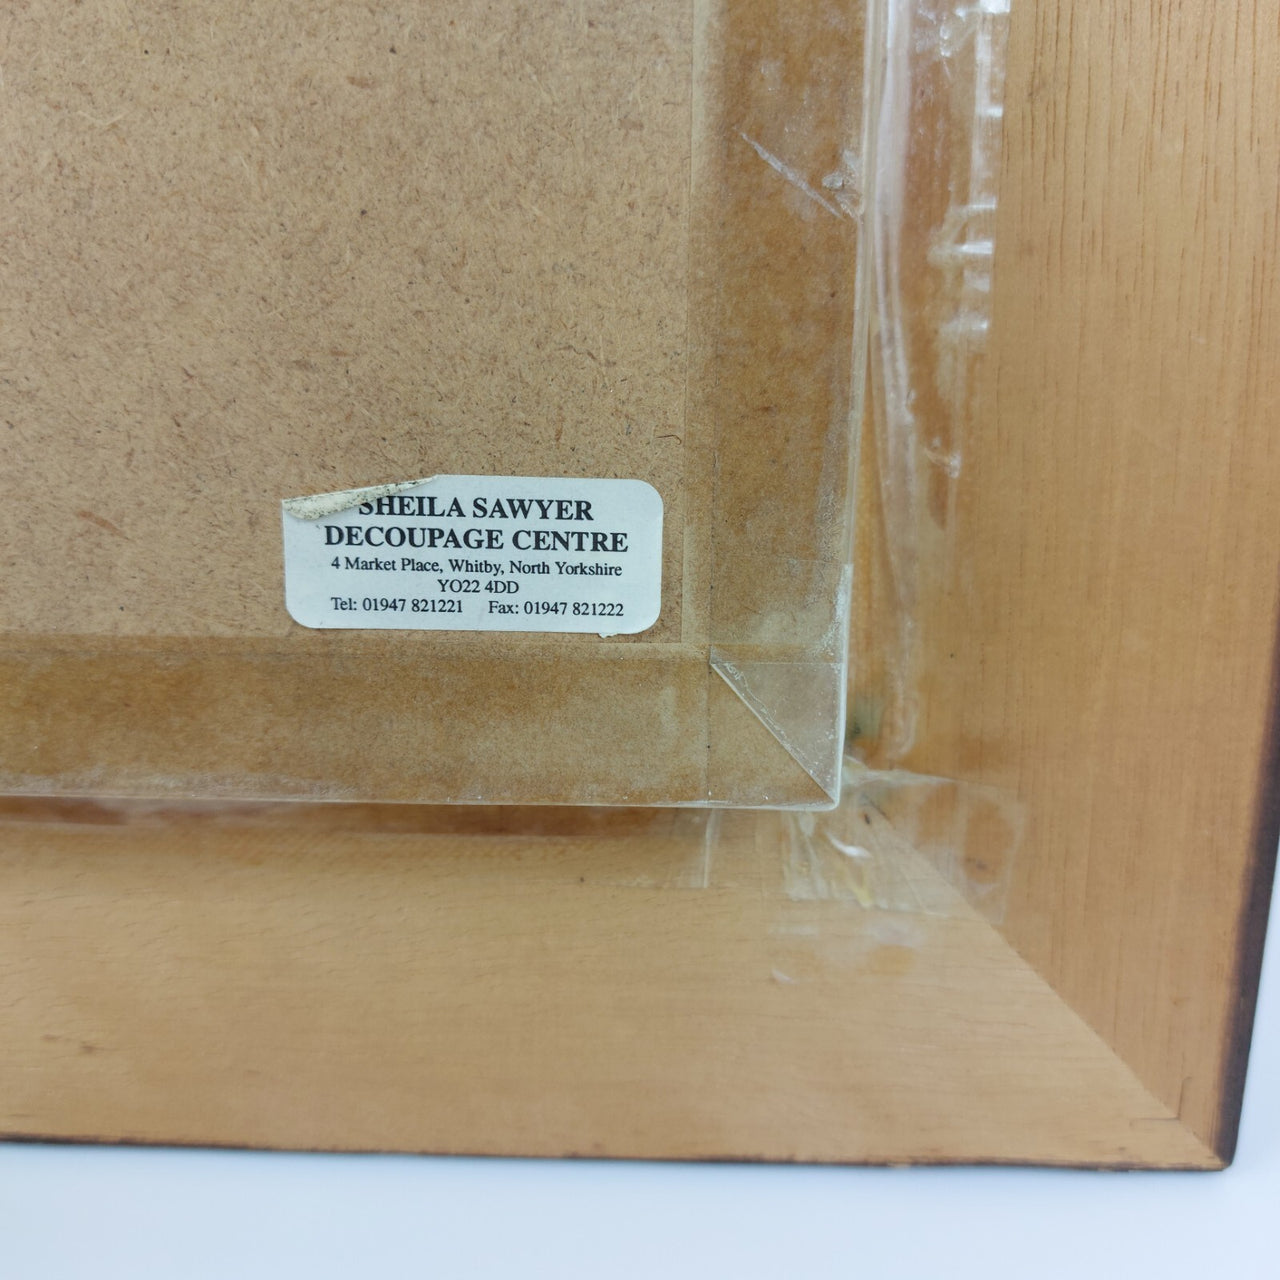 SHEILA SAWYER
DECOUPAGE CENTRE
4 Market Place, Whitby, North Yorkshire
YO22 4DD
Tel: 01947 821221 Fax: 01947 821222